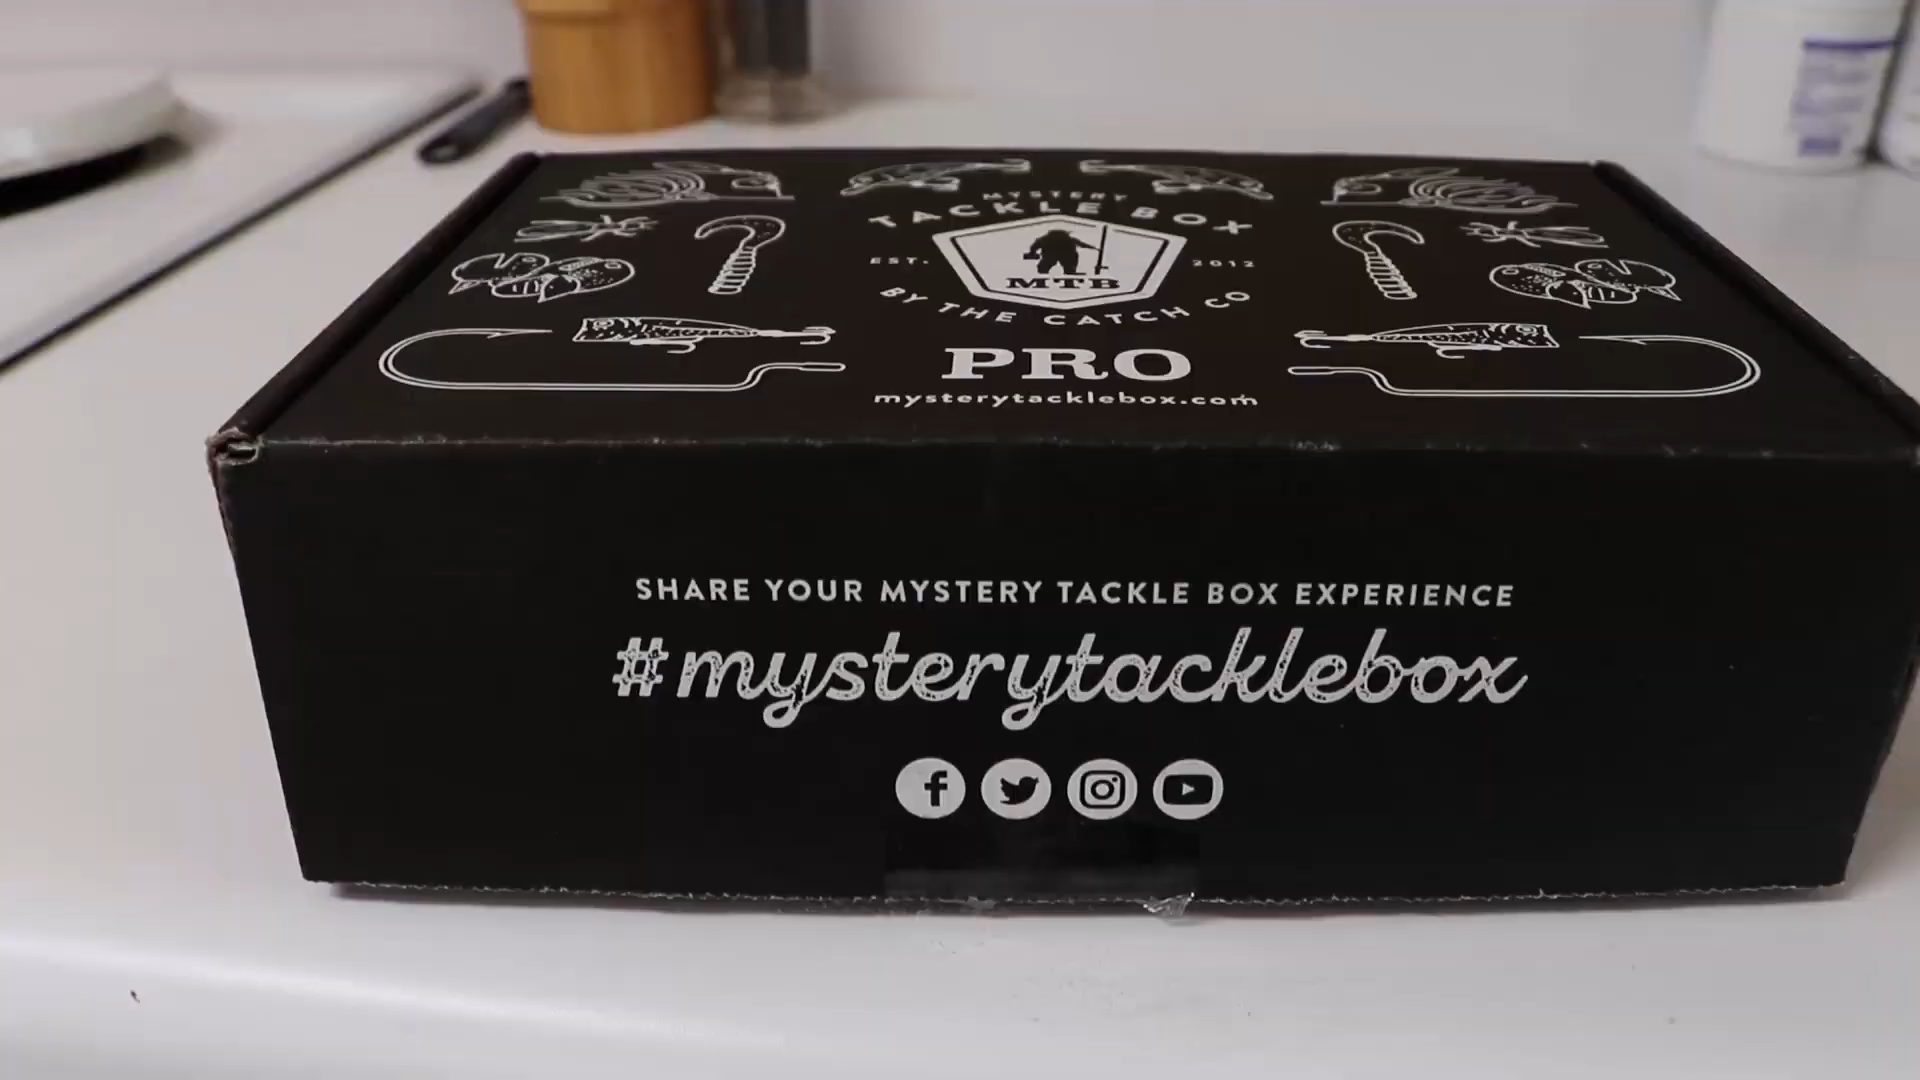 MYSTERY
TACKLE BOX
EST. 2012
MTB
BY THE CATCH CO
PRO
mysterytacklebox.com
SHARE YOUR MYSTERY TACKLE BOX EXPERIENCE
#mysterytacklebox